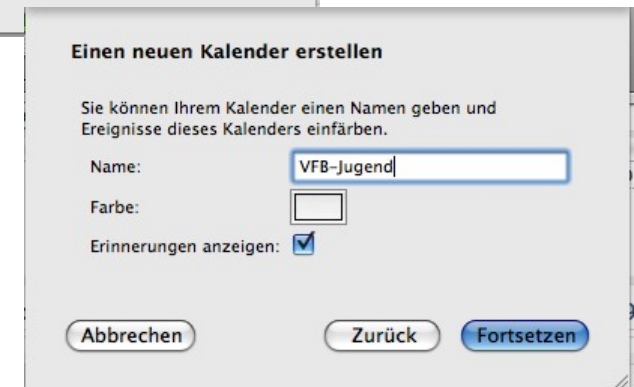 Einen neuen Kalender erstellen
Sie können Ihrem Kalender einen Namen geben und
Ereignisse dieses Kalenders einfärben.
Name: VFB-Jugend
Farbe:
Erinnerungen anzeigen:
Abbrechen Zurück Fortsetzen